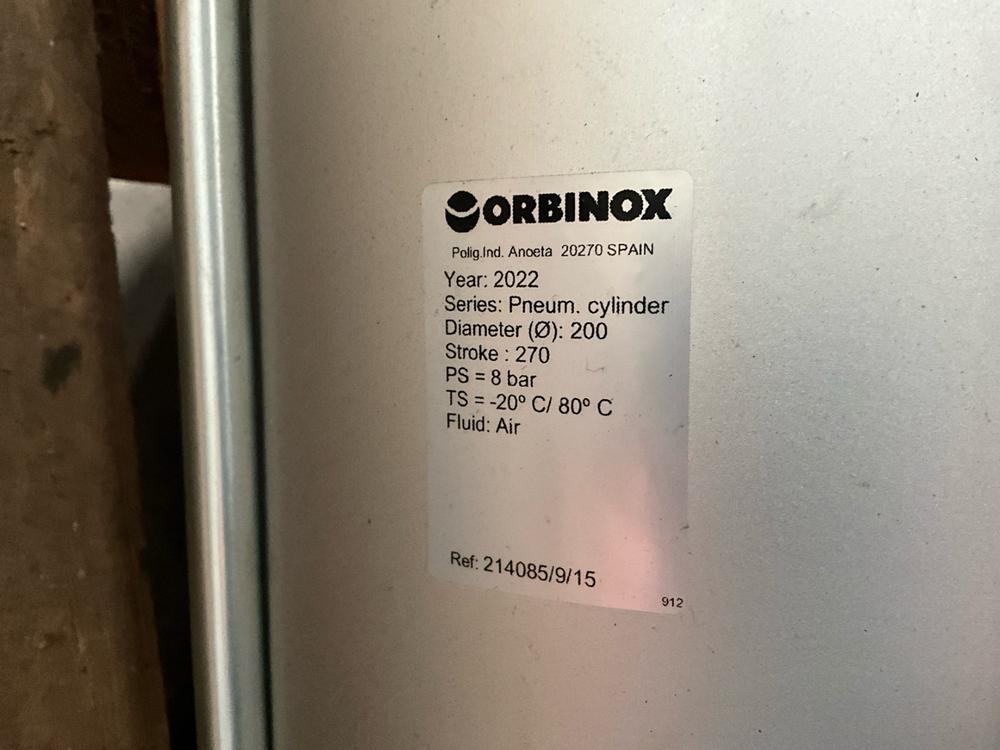 ORBINOX
Polig.Ind. Anoeta 20270 SPAIN
Year: 2022
Series: Pneum. cylinder
Diameter (Ø): 200
Stroke : 270
PS = 8 bar
TS = -20º C/ 80º C
Fluid: Air
Ref: 214085/9/15
912